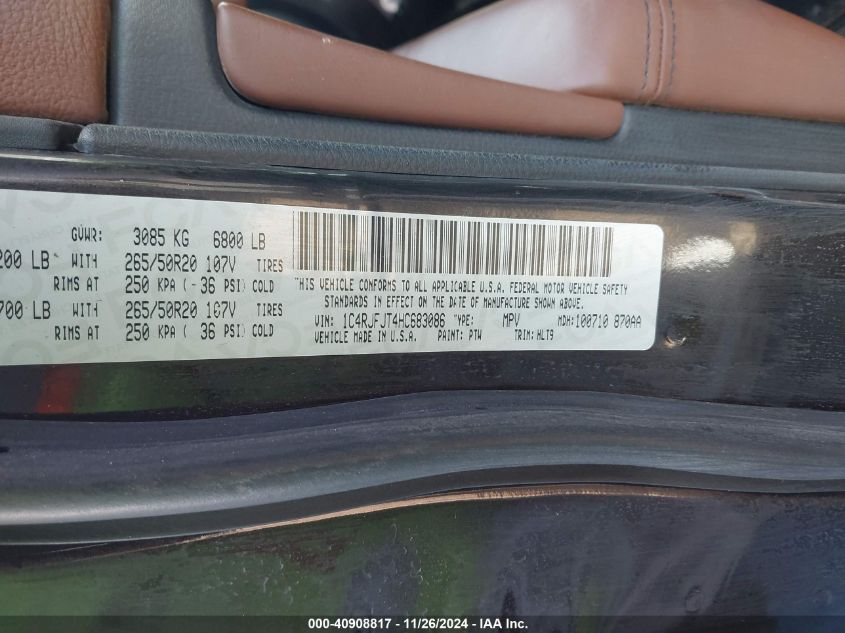 GVWR: 3085 KG 6800 LB
200 LB WITH 265/50R20 107V TIRES
RIMS AT 250 KPA ( 36 PSI) COLD
700 LB WITH 265/50R20 107V TIRES
RIMS AT 250 KPA ( 36 PSI) COLD
THIS VEHICLE CONFORMS TO ALL APPLICABLE U.S.A. FEDERAL MOTOR VEHICLE SAFETY
STANDARDS IN EFFECT ON THE DATE OF MANUFACTURE SHOWN ABOVE.
VIN: 1C4RJFJT4HC683086 TYPE: MPV MDH:100710 870AA
VEHICLE MADE IN U.S.A. PAINT: PTW TRIM: HLT9
000-40908817 - 11/26/2024 - IAA Inc.